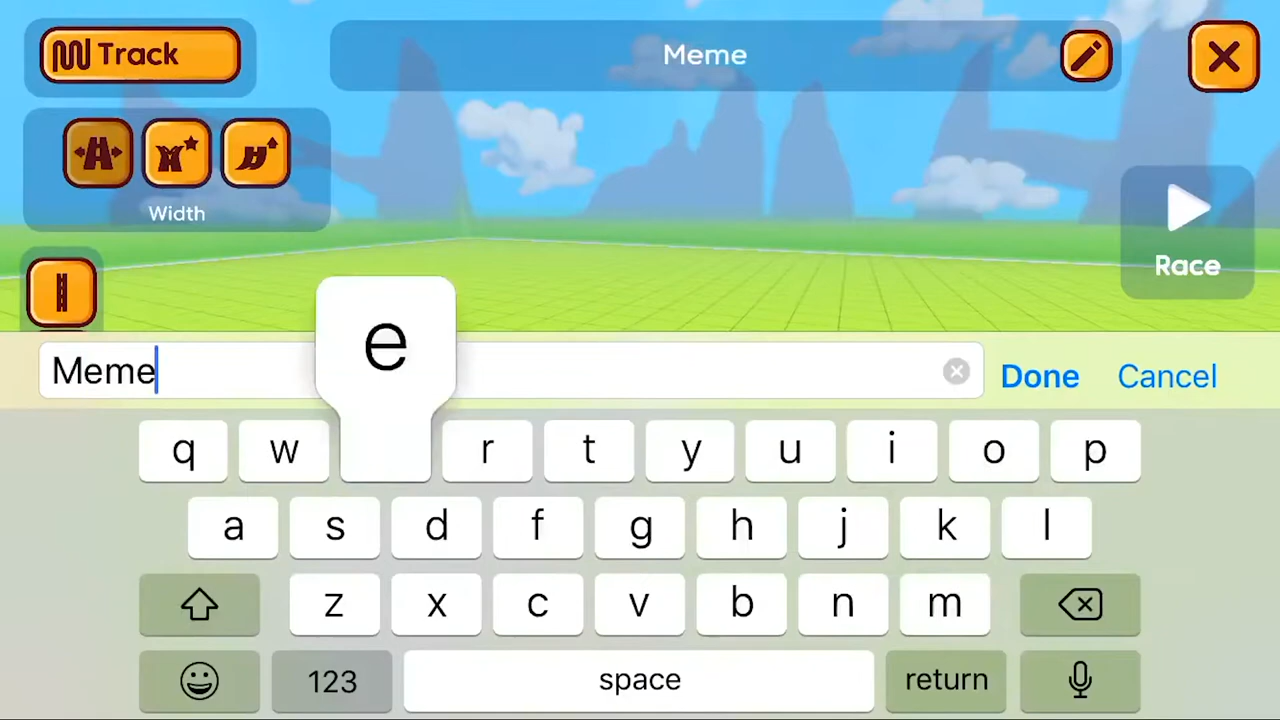 Track
Meme
Width
Race
e
Meme
Done
Cancel
q w r t y u i o p
a s d f g h j k l
z x c v b n m
123
space
return